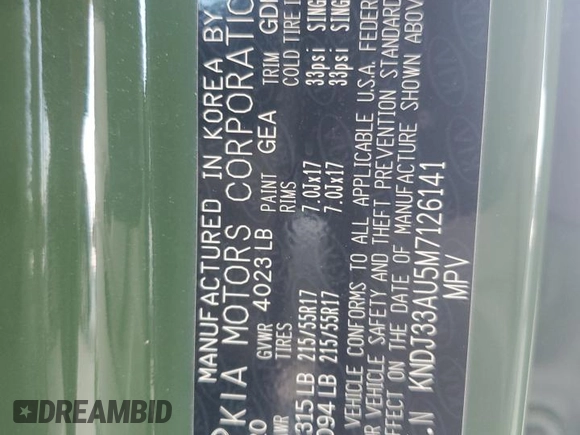 MANUFACTURED IN KOREA BY
KIA MOTORS CORPORATIO
GVWR 4023 LB PAINT GEA TRIM GDI
TIRES RIMS COLD TIRE I
315 LB 215/55R17 7.0Jx17 33psi SING
094 LB 215/55R17 7.0Jx17 33psi SING
VEHICLE CONFORMS TO ALL APPLICABLE U.S.A. FEDER
R VEHICLE SAFETY AND THEFT PREVENTION STANDARD
EFFECT ON THE DATE OF MANUFACTURE SHOWN ABOV
.N KNDJ33AU5M7126141
MPV
DREAMBID